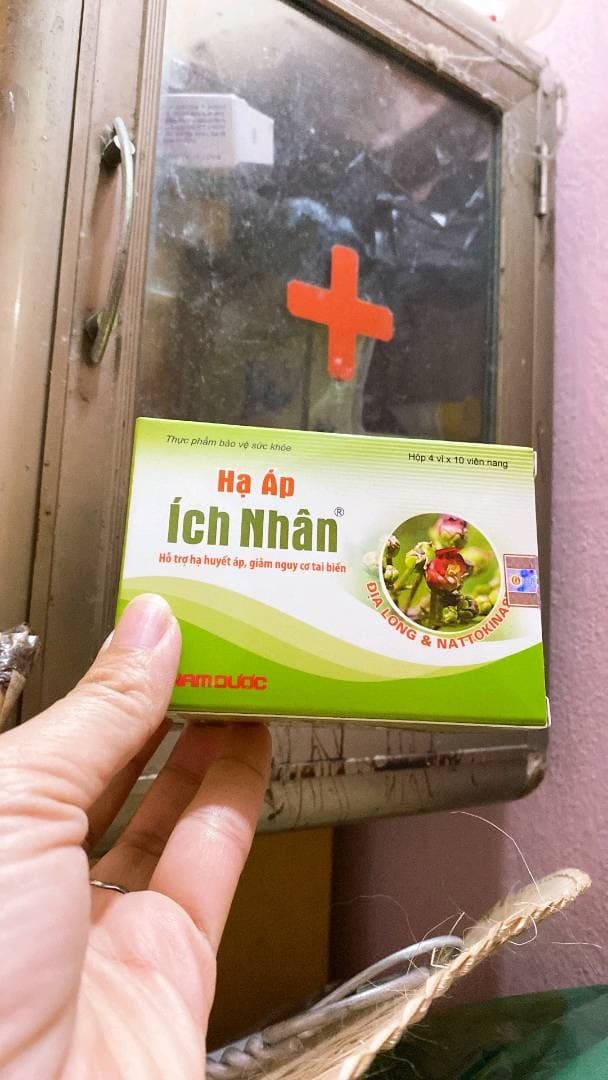 Thực phẩm bảo vệ sức khỏe
Hộp 4 vỉ x 10 viên nang
Hạ Áp
Ích Nhân®
Hỗ trợ hạ huyết áp, giảm nguy cơ tai biến
ĐỊA LONG & NATTOKINA
NAM DƯỢC